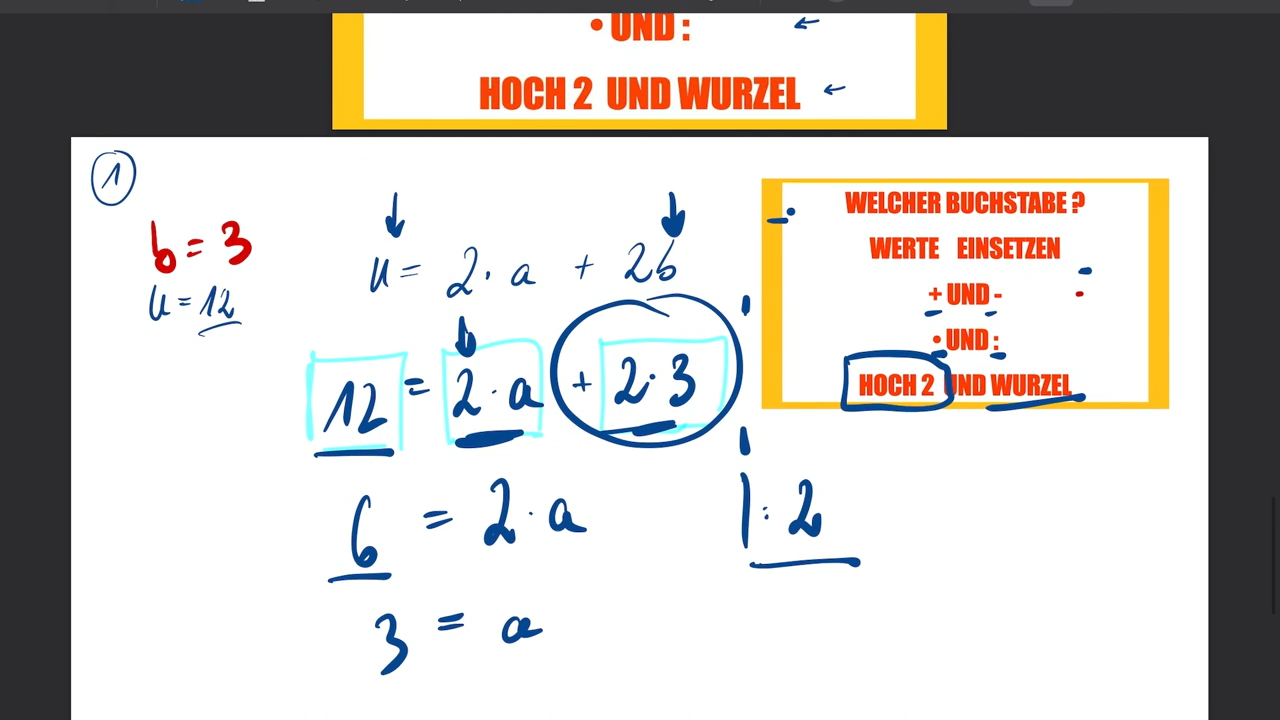 • UND :
HOCH 2 UND WURZEL
1
b = 3
u = 12
u = 2 · a + 2b
12 = 2 · a + 2 · 3
6 = 2 · a | : 2
3 = a
WELCHER BUCHSTABE ?
WERTE EINSETZEN
+ UND -
• UND :
HOCH 2 UND WURZEL